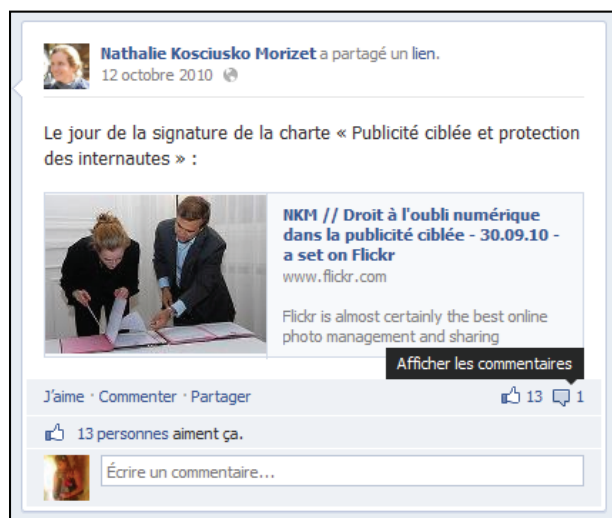 Nathalie Kosciusko Morizet a partagé un lien.
12 octobre 2010
Le jour de la signature de la charte « Publicité ciblée et protection
des internautes » :
NKM // Droit à l'oubli numérique
dans la publicité ciblée - 30.09.10 -
a set on Flickr
www.flickr.com
Flickr is almost certainly the best online
photo management and sharing
Afficher les commentaires
J'aime · Commenter · Partager
13 1
13 personnes aiment ça.
Écrire un commentaire...